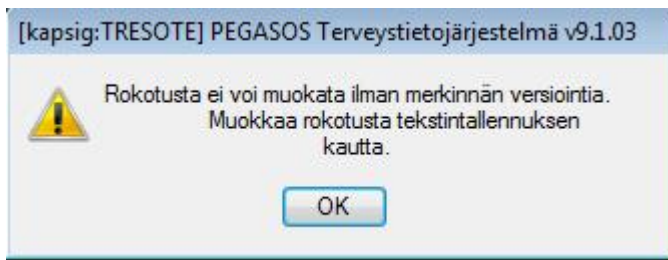 [kapsig:TRESOTE] PEGASOS Terveystietojärjestelmä v9.1.03
Rokotusta ei voi muokata ilman merkinnän versiointia.
Muokkaa rokotusta tekstintallennuksen
kautta.
OK